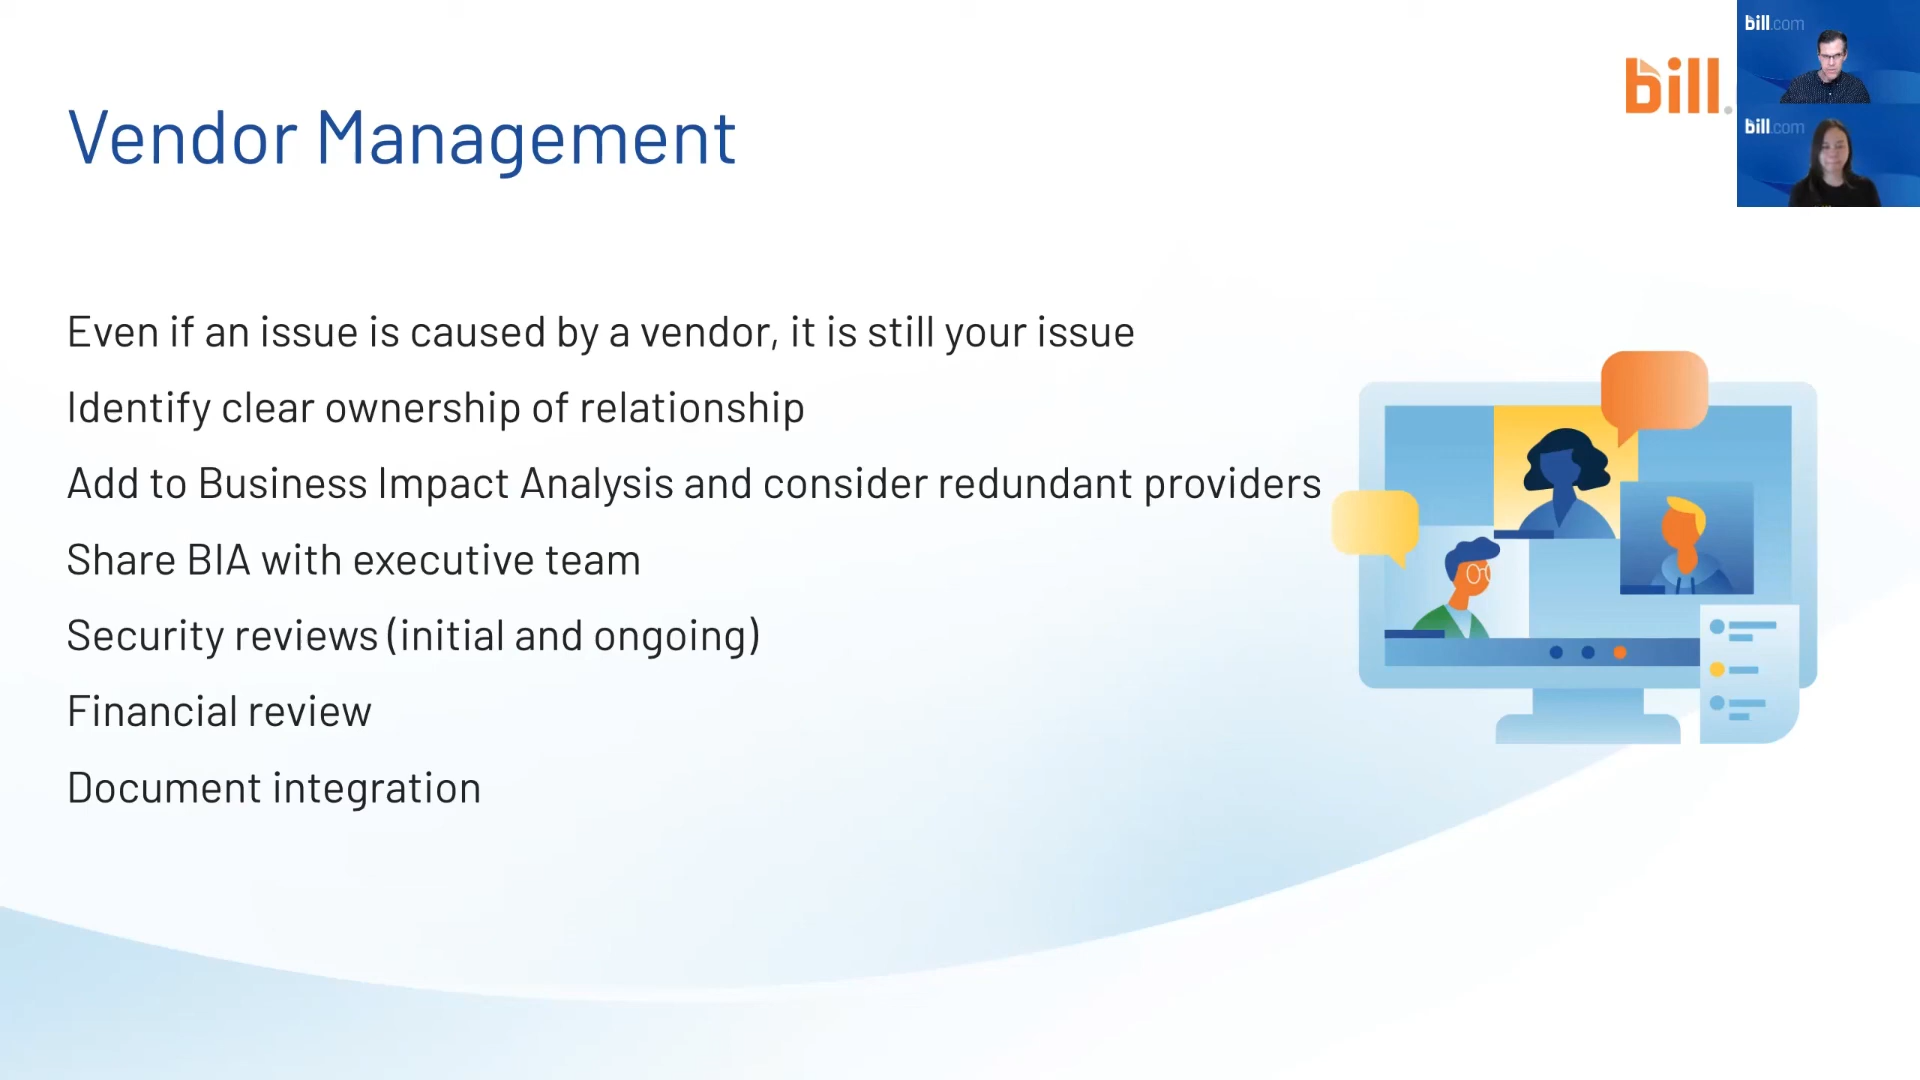 bill.com
bill.
bill.com
Vendor Management
Even if an issue is caused by a vendor, it is still your issue
Identify clear ownership of relationship
Add to Business Impact Analysis and consider redundant providers
Share BIA with executive team
Security reviews (initial and ongoing)
Financial review
Document integration